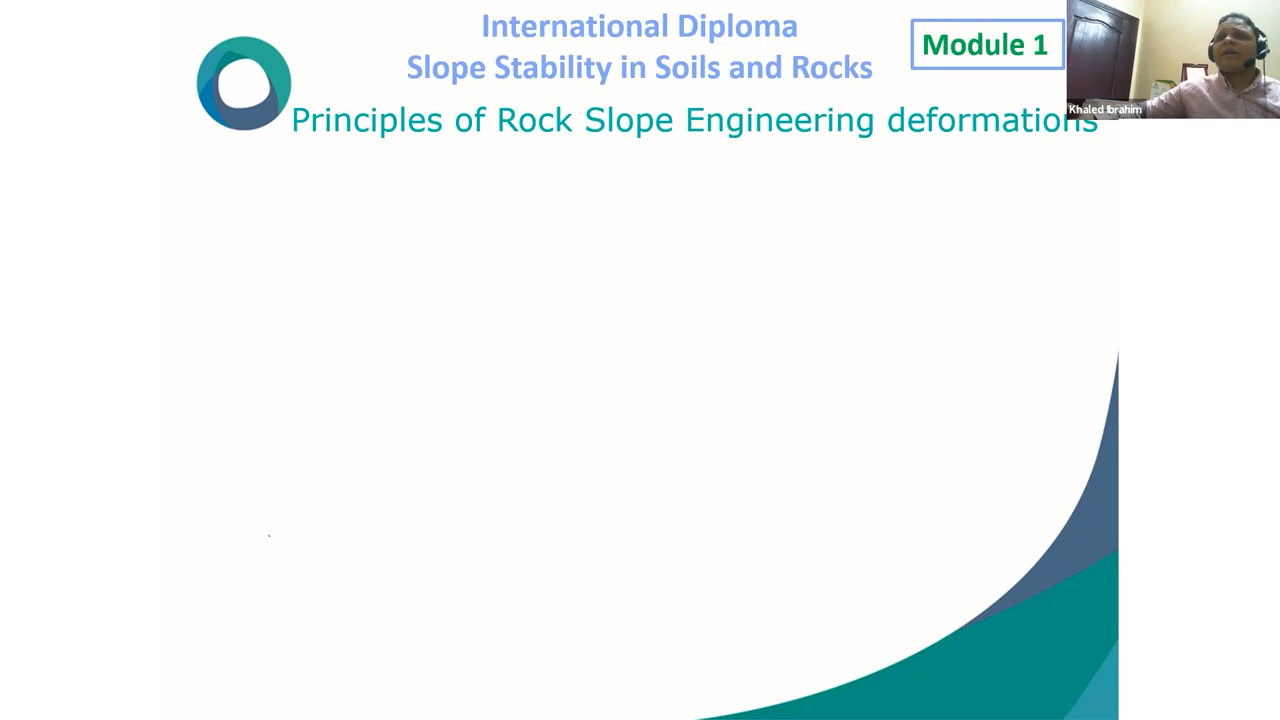 International Diploma
Slope Stability in Soils and Rocks
Module 1
Khaled Ibrahim
Principles of Rock Slope Engineering deformations